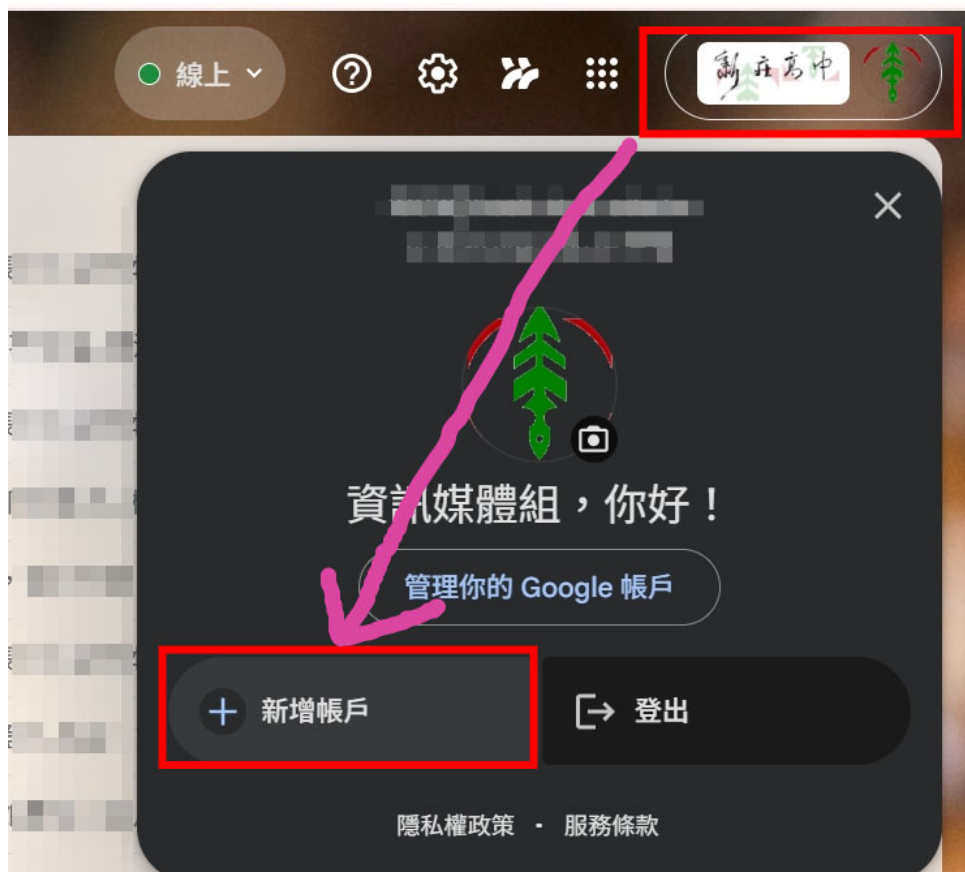 線上
新莊高中
資訊媒體組，你好！
管理你的 Google 帳戶
新增帳戶
登出
隱私權政策 · 服務條款